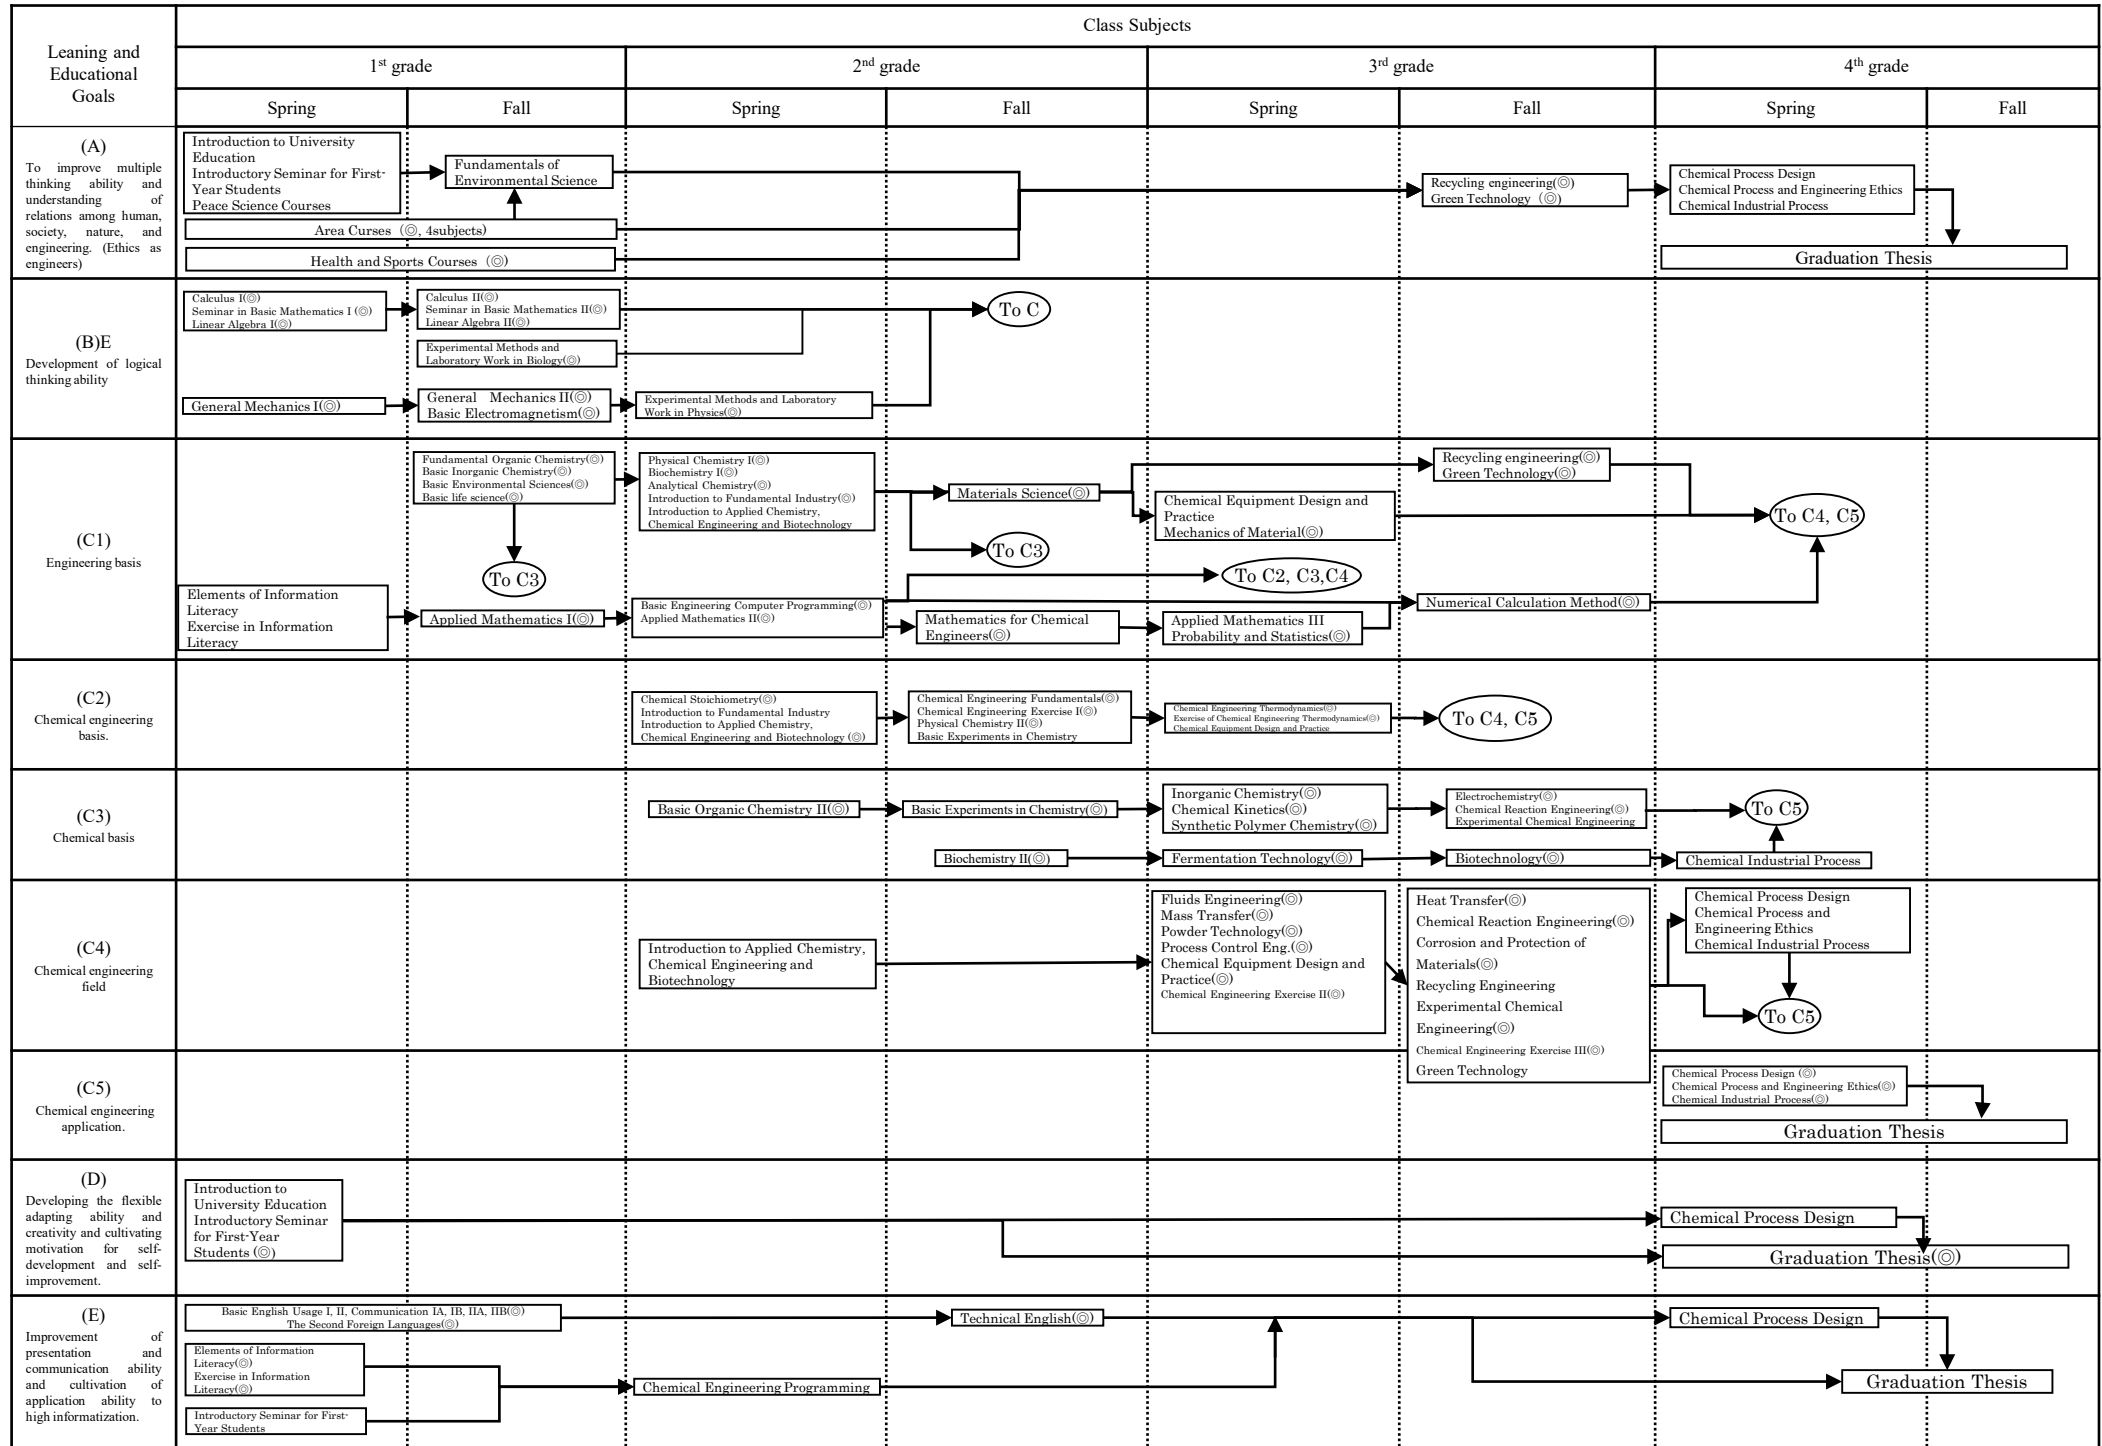 Leaning and
Educational
Goals
Class Subjects
1st grade
2nd grade
3rd grade
4th grade
Spring
Fall
Spring
Fall
Spring
Fall
Spring
Fall
(A)
To improve multiple
thinking ability and
understanding of
relations among human,
society, nature, and
engineering. (Ethics as
engineers)
Introduction to University
Education
Introductory Seminar for First-
Year Students
Peace Science Courses
Fundamentals of
Environmental Science
Area Curses (◎, 4subjects)
Health and Sports Courses (◎)
Recycling engineering(◎)
Green Technology (◎)
Chemical Process Design
Chemical Process and Engineering Ethics
Chemical Industrial Process
Graduation Thesis
(B)E
Development of logical
thinking ability
Calculus I(◎)
Seminar in Basic Mathematics I (◎)
Linear Algebra I(◎)
Calculus II(◎)
Seminar in Basic Mathematics II(◎)
Linear Algebra II(◎)
Experimental Methods and
Laboratory Work in Biology(◎)
To C
General Mechanics I(◎)
General Mechanics II(◎)
Basic Electromagnetism(◎)
Experimental Methods and Laboratory
Work in Physics(◎)
(C1)
Engineering basis
Fundamental Organic Chemistry(◎)
Basic Inorganic Chemistry(◎)
Basic Environmental Sciences(◎)
Basic life science(◎)
To C3
Physical Chemistry I(◎)
Biochemistry I(◎)
Analytical Chemistry(◎)
Introduction to Fundamental Industry(◎)
Introduction to Applied Chemistry,
Chemical Engineering and Biotechnology
Materials Science(◎)
To C3
Chemical Equipment Design and
Practice
Mechanics of Material(◎)
Recycling engineering(◎)
Green Technology(◎)
To C4, C5
To C2, C3,C4
Elements of Information
Literacy
Exercise in Information
Literacy
Applied Mathematics I(◎)
Basic Engineering Computer Programming(◎)
Applied Mathematics II(◎)
Mathematics for Chemical
Engineers(◎)
Applied Mathematics III
Probability and Statistics(◎)
Numerical Calculation Method(◎)
(C2)
Chemical engineering
basis.
Chemical Stoichiometry(◎)
Introduction to Fundamental Industry
Introduction to Applied Chemistry,
Chemical Engineering and Biotechnology (◎)
Chemical Engineering Fundamentals(◎)
Chemical Engineering Exercise I(◎)
Physical Chemistry II(◎)
Basic Experiments in Chemistry
Chemical Engineering Thermodynamics(◎)
Exercise of Chemical Engineering Thermodynamics(◎)
Chemical Equipment Design and Practice
To C4, C5
(C3)
Chemical basis
Basic Organic Chemistry II(◎)
Basic Experiments in Chemistry(◎)
Inorganic Chemistry(◎)
Chemical Kinetics(◎)
Synthetic Polymer Chemistry(◎)
Electrochemistry(◎)
Chemical Reaction Engineering(◎)
Experimental Chemical Engineering
To C5
Biochemistry II(◎)
Fermentation Technology(◎)
Biotechnology(◎)
Chemical Industrial Process
(C4)
Chemical engineering
field
Introduction to Applied Chemistry,
Chemical Engineering and
Biotechnology
Fluids Engineering(◎)
Mass Transfer(◎)
Powder Technology(◎)
Process Control Eng.(◎)
Chemical Equipment Design and
Practice(◎)
Chemical Engineering Exercise II(◎)
Heat Transfer(◎)
Chemical Reaction Engineering(◎)
Corrosion and Protection of
Materials(◎)
Recycling Engineering
Experimental Chemical
Engineering(◎)
Chemical Engineering Exercise III(◎)
Green Technology
Chemical Process Design
Chemical Process and
Engineering Ethics
Chemical Industrial Process
To C5
(C5)
Chemical engineering
application.
Chemical Process Design (◎)
Chemical Process and Engineering Ethics(◎)
Chemical Industrial Process(◎)
Graduation Thesis
(D)
Developing the flexible
adapting ability and
creativity and cultivating
motivation for self-
development and self-
improvement.
Introduction to
University Education
Introductory Seminar
for First-Year
Students (◎)
Chemical Process Design
Graduation Thesis(◎)
(E)
Improvement of
presentation and
communication ability
and cultivation of
application ability to
high informatization.
Basic English Usage I, II, Communication IA, IB, IIA, IIB(◎)
The Second Foreign Languages(◎)
Technical English(◎)
Chemical Process Design
Elements of Information
Literacy(◎)
Exercise in Information
Literacy(◎)
Chemical Engineering Programming
Graduation Thesis
Introductory Seminar for First-
Year Students